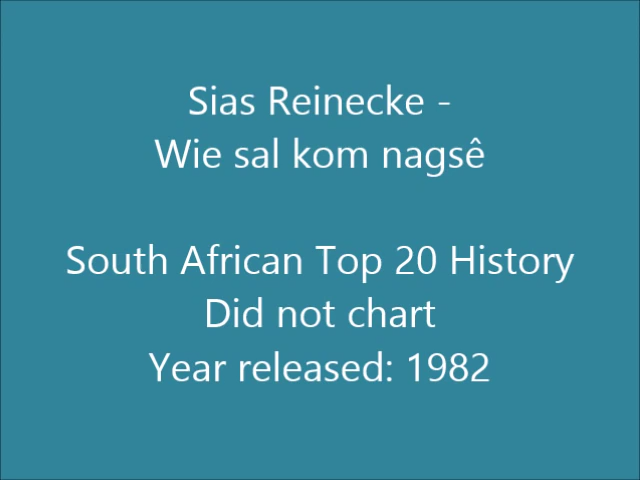 Sias Reinecke -
Wie sal kom nagsê
South African Top 20 History
Did not chart
Year released: 1982